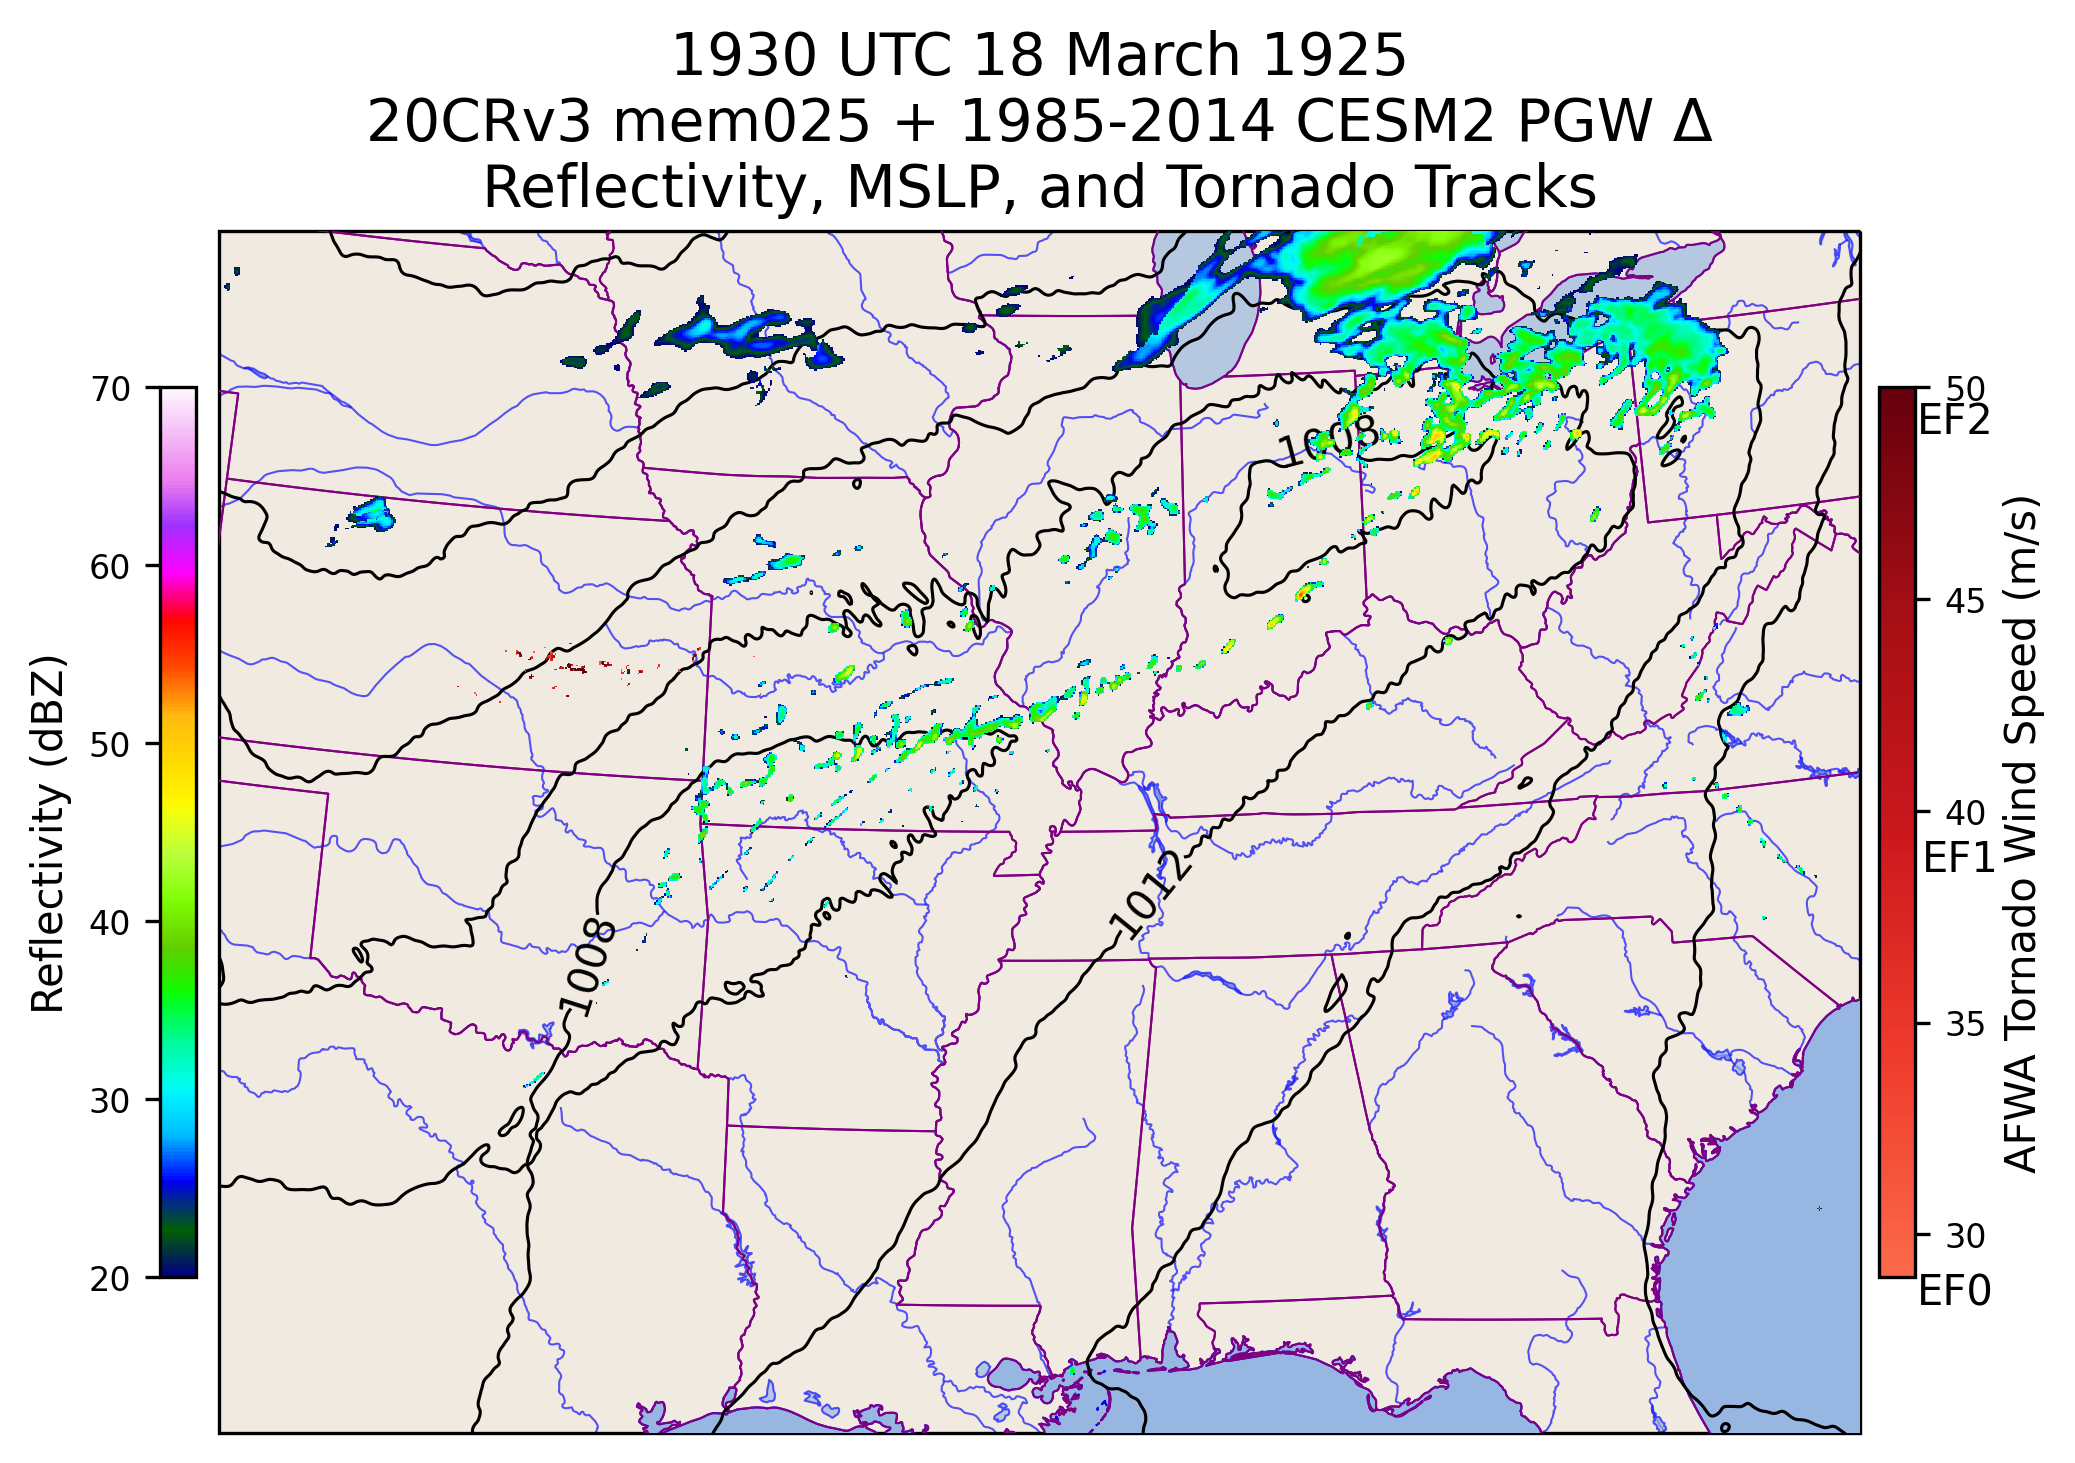 1930 UTC 18 March 1925
20CRv3 mem025 + 1985-2014 CESM2 PGW Δ
Reflectivity, MSLP, and Tornado Tracks
Reflectivity (dBZ)
70
60
50
40
30
20
1008
1008
1012
50
EF2
45
40
EF1
35
30
EF0
AFWA Tornado Wind Speed (m/s)